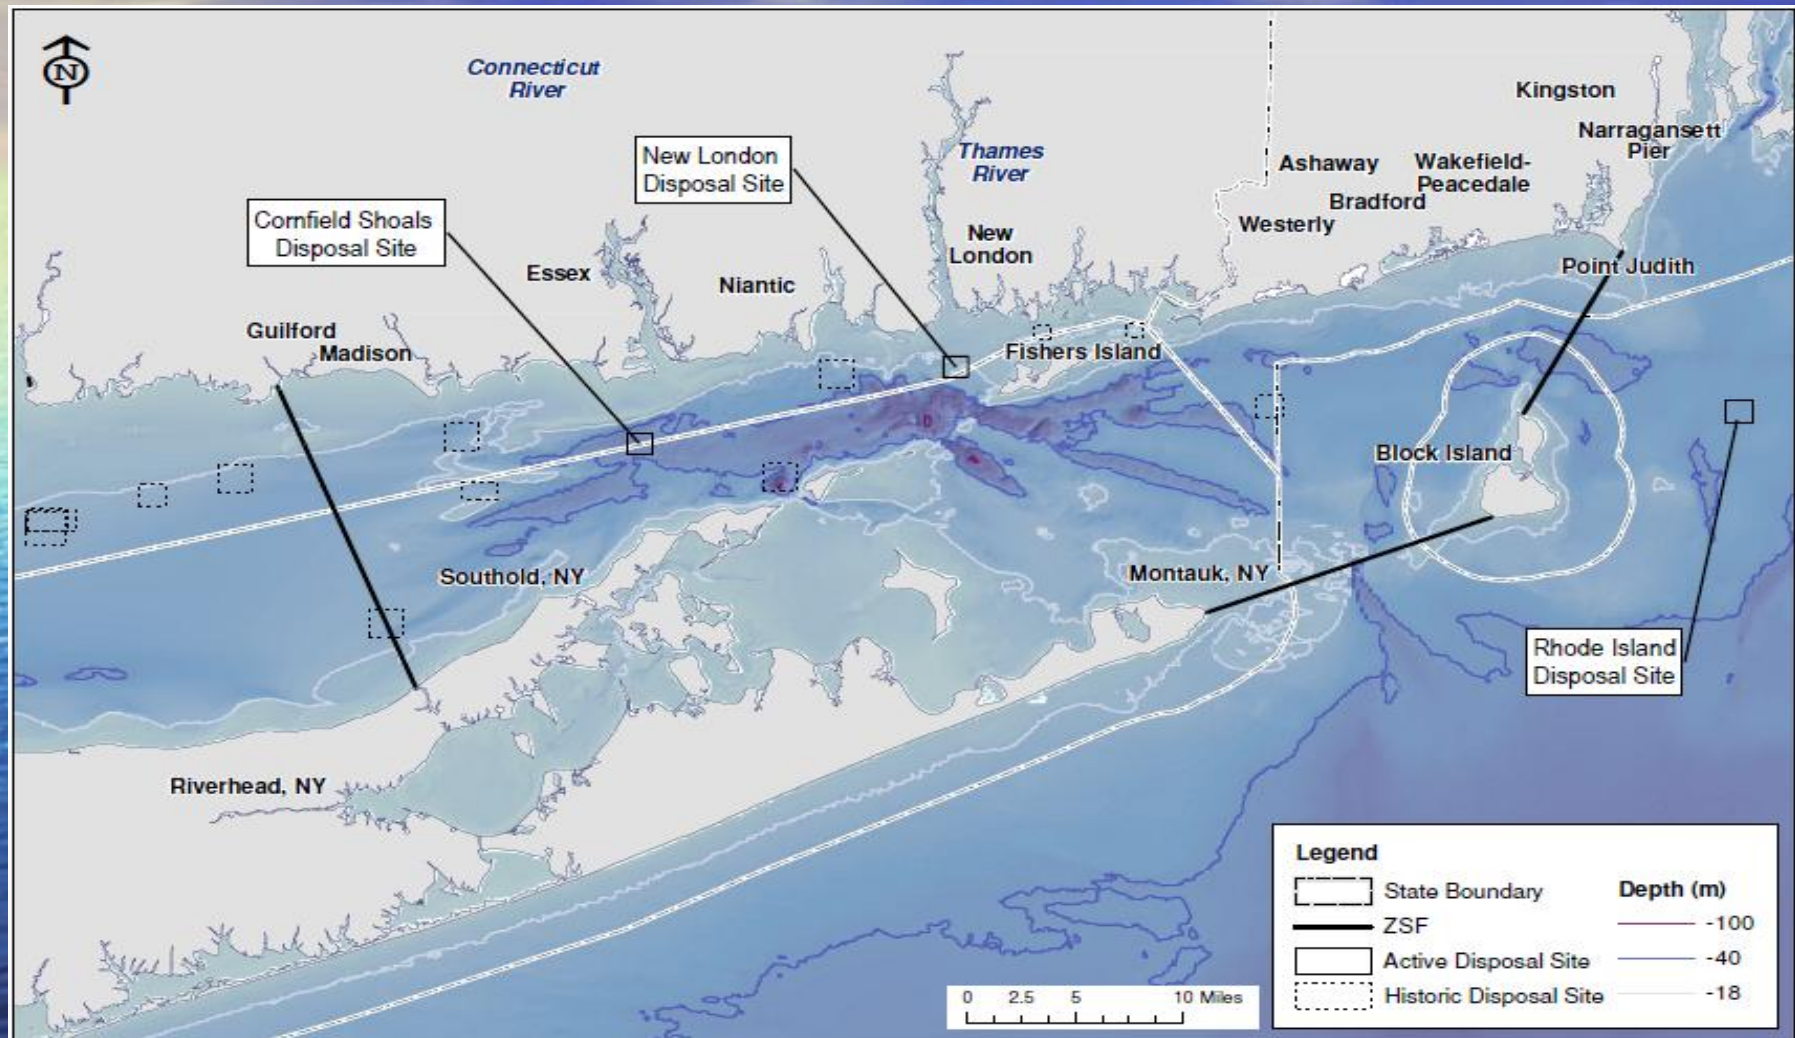 N
Connecticut
River
Kingston
Narragansett
Pier
New London
Disposal Site
Thames
River
Ashaway
Wakefield-
Peacedale
Bradford
Westerly
Cornfield Shoals
Disposal Site
New
London
Essex
Niantic
Point Judith
Guilford
Madison
Fishers Island
Block Island
Southold, NY
Montauk, NY
Rhode Island
Disposal Site
Riverhead, NY
Legend
State Boundary
ZSF
Active Disposal Site
Historic Disposal Site
Depth (m)
-100
-40
-18
0 2.5 5 10 Miles